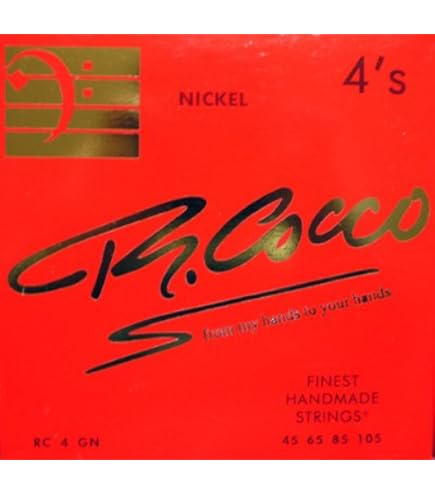 NICKEL
4's
R. Cocco
from my hands to your hands
FINEST
HANDMADE
STRINGS®
RC 4 GN
45 65 85 105